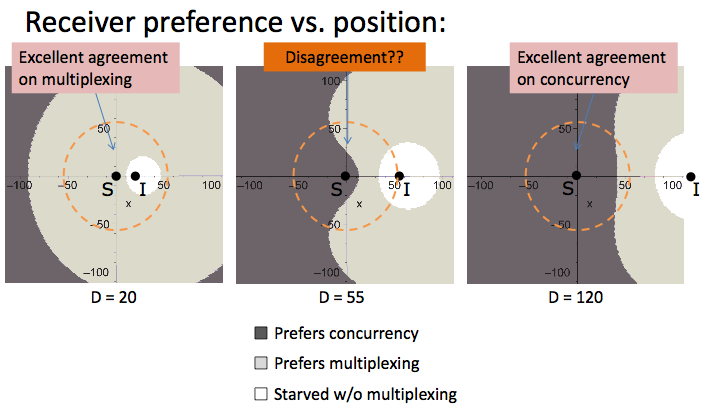 Receiver preference vs. position:
Excellent agreement
on multiplexing
Disagreement??
Excellent agreement
on concurrency
50
S
I
−100
−50
50
100
x
−50
−100
D = 20
100
50
S
I
−100
−50
50
100
x
−50
−100
D = 55
50
S
I
−100
−50
50
100
x
−50
−100
D = 120
Prefers concurrency
Prefers multiplexing
Starved w/o multiplexing